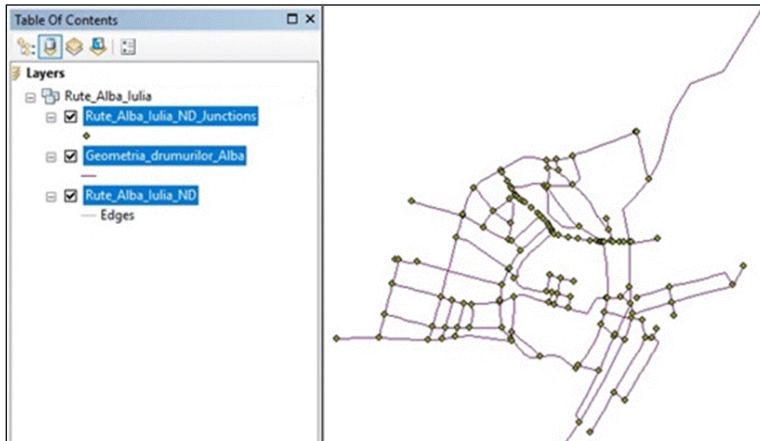 Table Of Contents
Layers
Rute_Alba_Iulia
Rute_Alba_Iulia_ND_Junctions
Geometria_drumurilor_Alba
Rute_Alba_Iulia_ND
Edges